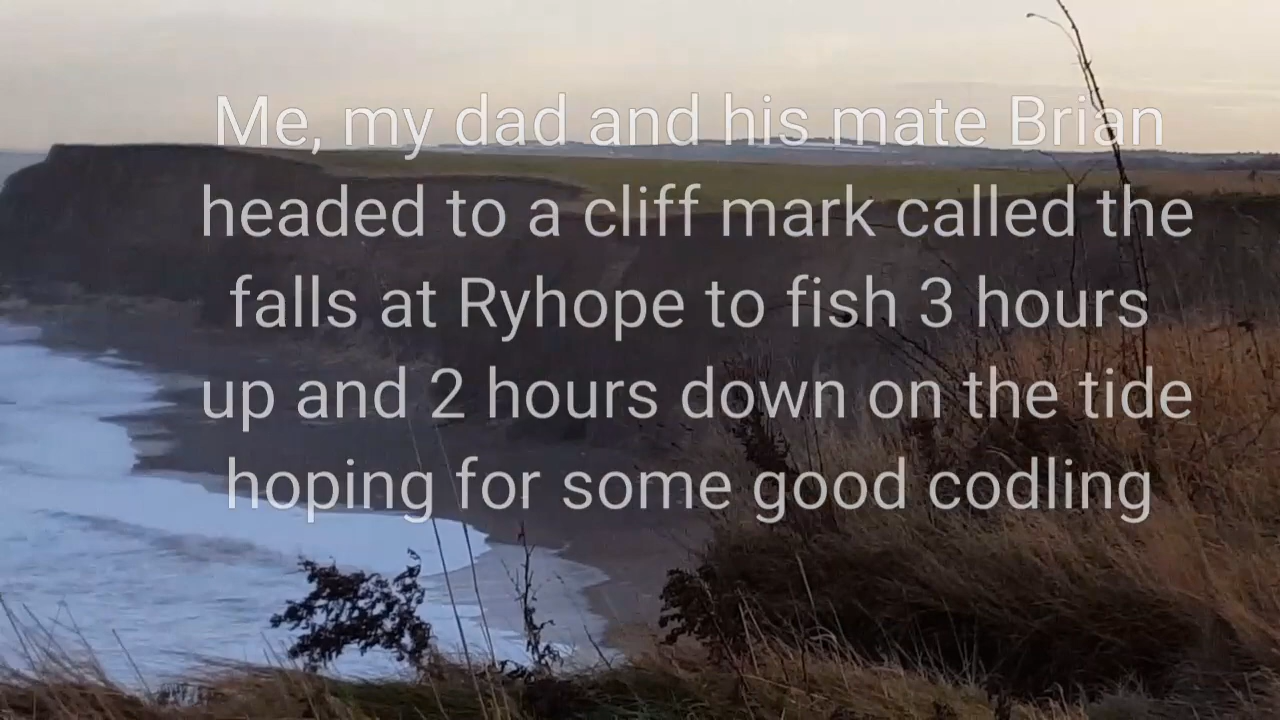 Me, my dad and his mate Brian
headed to a cliff mark called the
falls at Ryhope to fish 3 hours
up and 2 hours down on the tide
hoping for some good codling